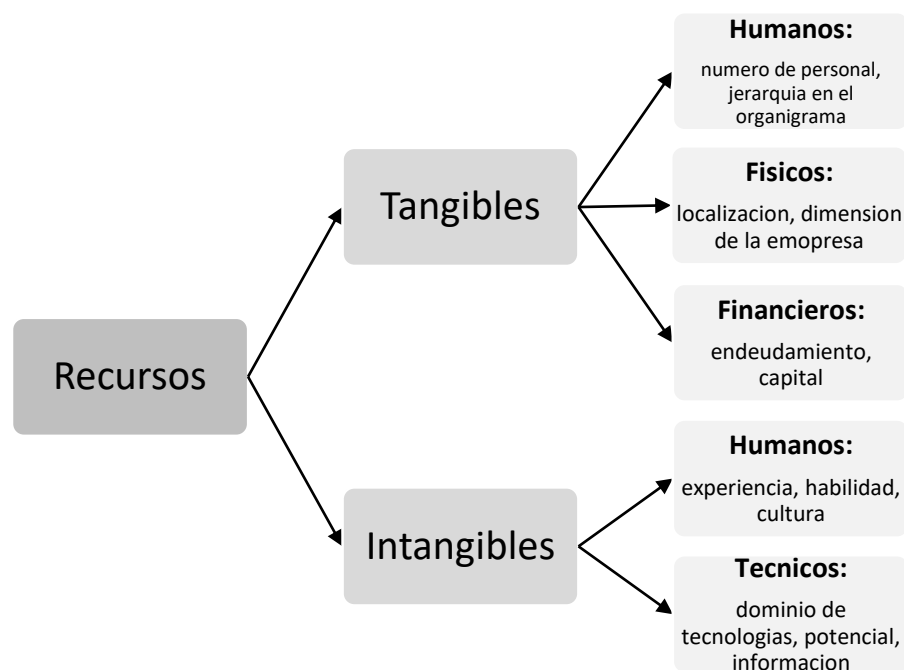 Recursos
Tangibles
Humanos:
numero de personal,
jerarquia en el
organigrama
Fisicos:
localizacion, dimension
de la emopresa
Financieros:
endeudamiento,
capital
Intangibles
Humanos:
experiencia, habilidad,
cultura
Tecnicos:
dominio de
tecnologias, potencial,
informacion